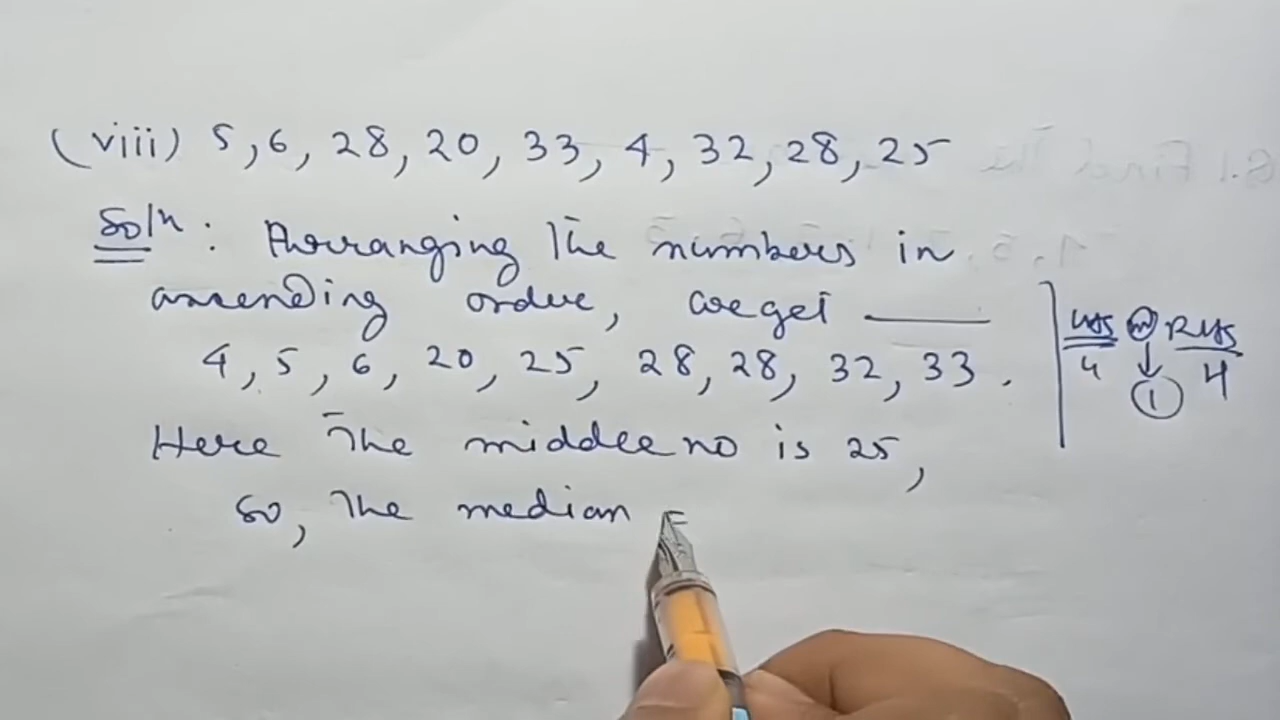 (viii) 5, 6, 28, 20, 33, 4, 32, 28, 25
Soln : Arranging the numbers in
ascending order, we get ———
4, 5, 6, 20, 25, 28, 28, 32, 33 .
Here the middle no is 25,
So, the median =
LHS m RHS
4 1 4